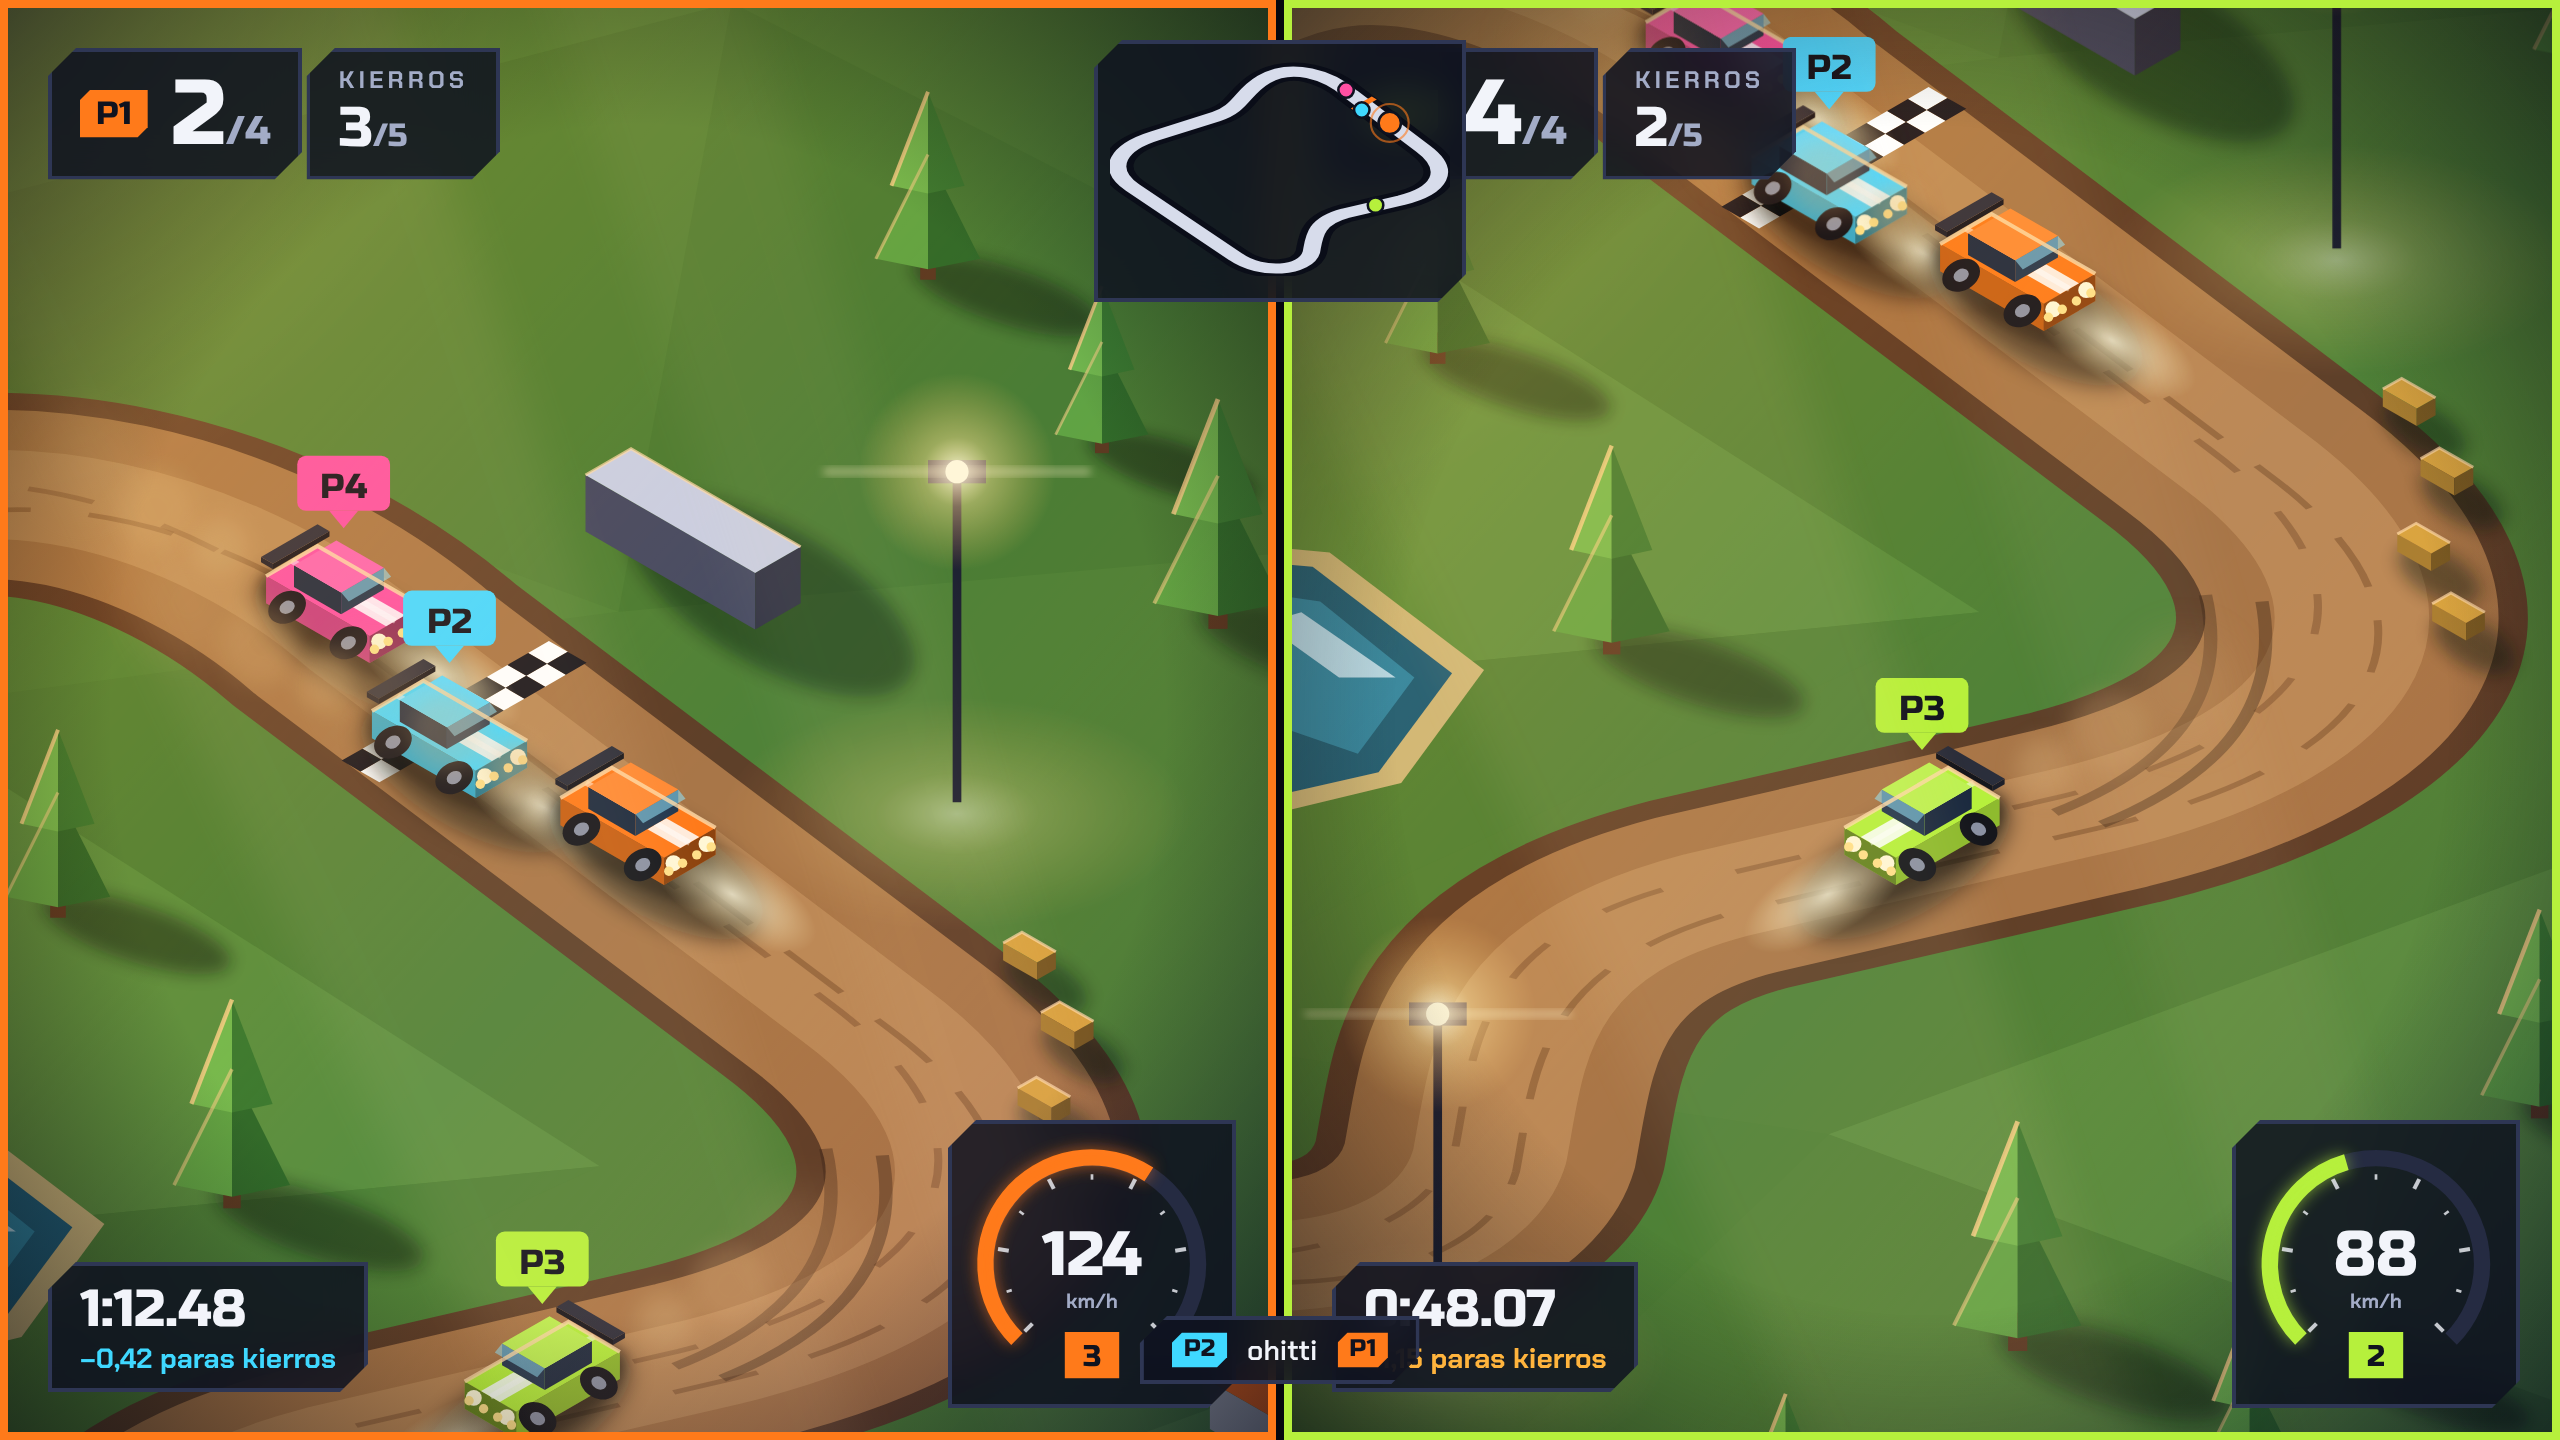 P1 2/4
KIERROS
3/5
4/4
KIERROS
2/5
P2
P4
P2
P3
P3
1:12.48
−0,42 paras kierros
124
km/h
3
P2 ohitti P1
0:48.07
paras kierros
88
km/h
2